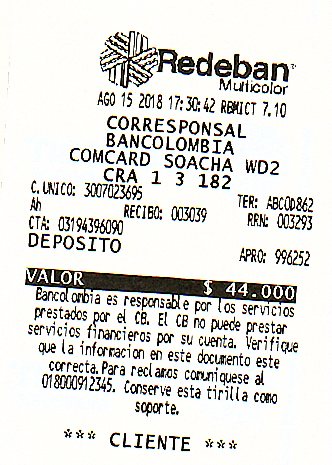 Redeban
Multicolor
AGO 15 2018 17:30:42 RBMICT 7.10
CORRESPONSAL
BANCOLOMBIA
COMCARD SOACHA WD2
CRA 1 3 182
C.UNICO: 3007023695 TER: ABCOD862
Ah RECIBO: 003039 RRN: 003293
CTA: 03194396090
DEPOSITO APRO: 996252
VALOR $ 44.000
Bancolombia es responsable por los servicios
prestados por el CB. El CB no puede prestar
servicios financieros por su cuenta. Verifique
que la informacion en este documento este
correcta.Para reclamos comuniquese al
018000912345. Conserve esta tirilla como
soporte.
*** CLIENTE ***